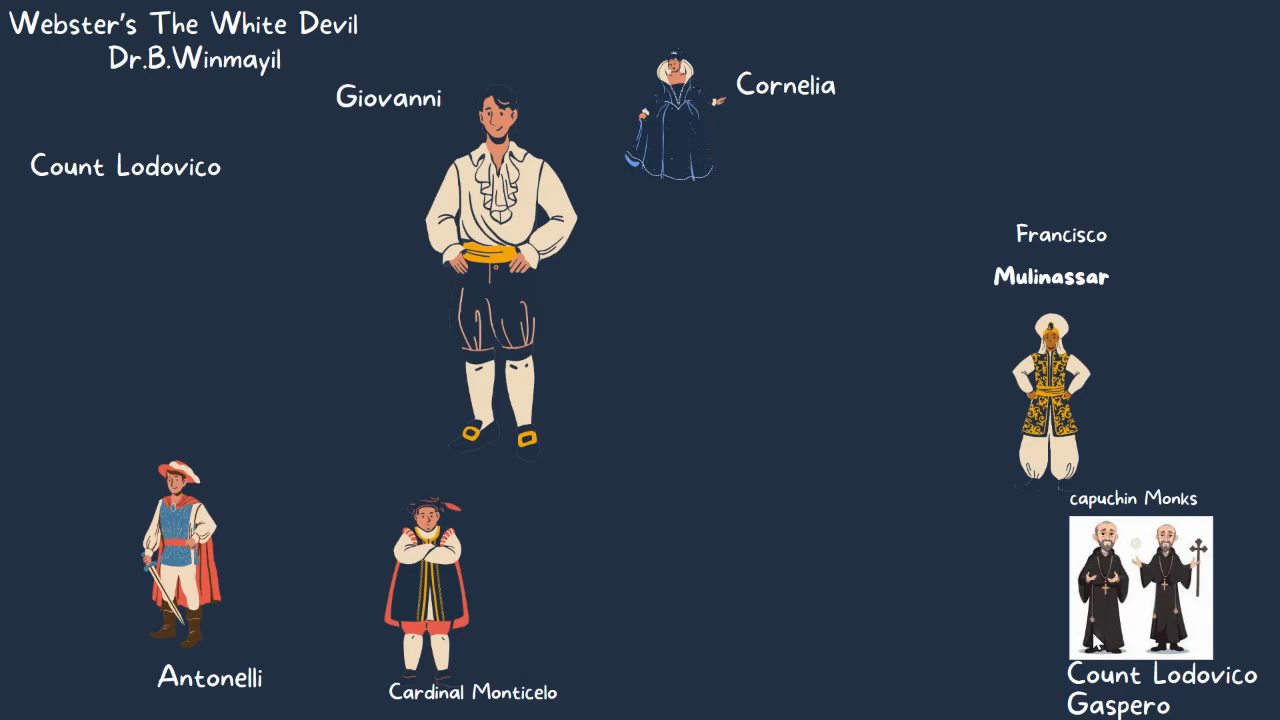 Webster's The White Devil
Dr.B.Winmayil
Giovanni
Cornelia
Count Lodovico
Francisco
Mulinassar
capuchin Monks
Antonelli
Cardinal Monticelo
Count Lodovico
Gaspero